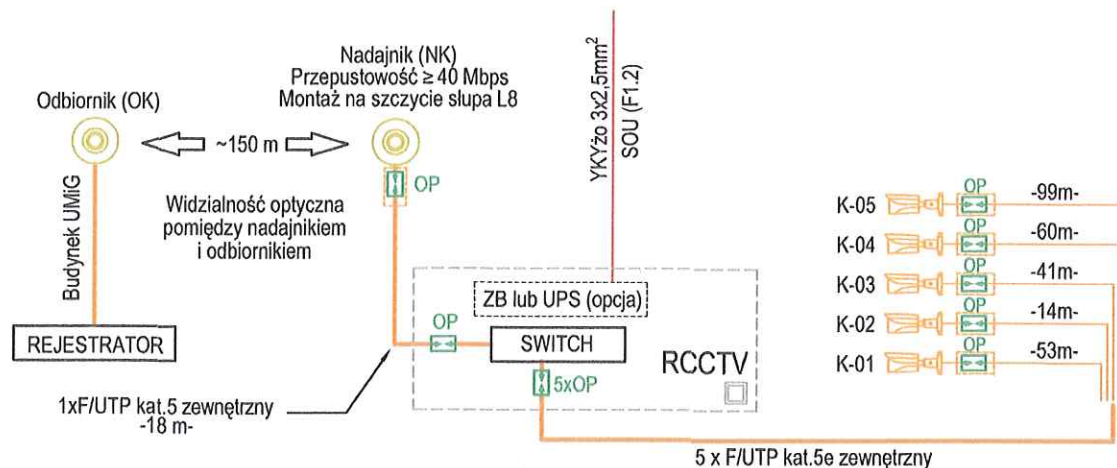 Nadajnik (NK)
Przepustowość ≥ 40 Mbps
Montaż na szczycie słupa L8
Odbiornik (OK)
~150 m
OP
Widzialność optyczna
pomiędzy nadajnikiem
i odbiornikiem
Budynek UMiG
REJESTRATOR
1xF/UTP kat.5 zewnętrzny
-18 m-
YKYżo 3x2,5mm²
SOU (F1.2)
ZB lub UPS (opcja)
OP
SWITCH
5xOP
RCCTV
5 x F/UTP kat.5e zewnętrzny
OP
K-05
-99m-
OP
K-04
-60m-
OP
K-03
-41m-
OP
K-02
-14m-
OP
K-01
-53m-